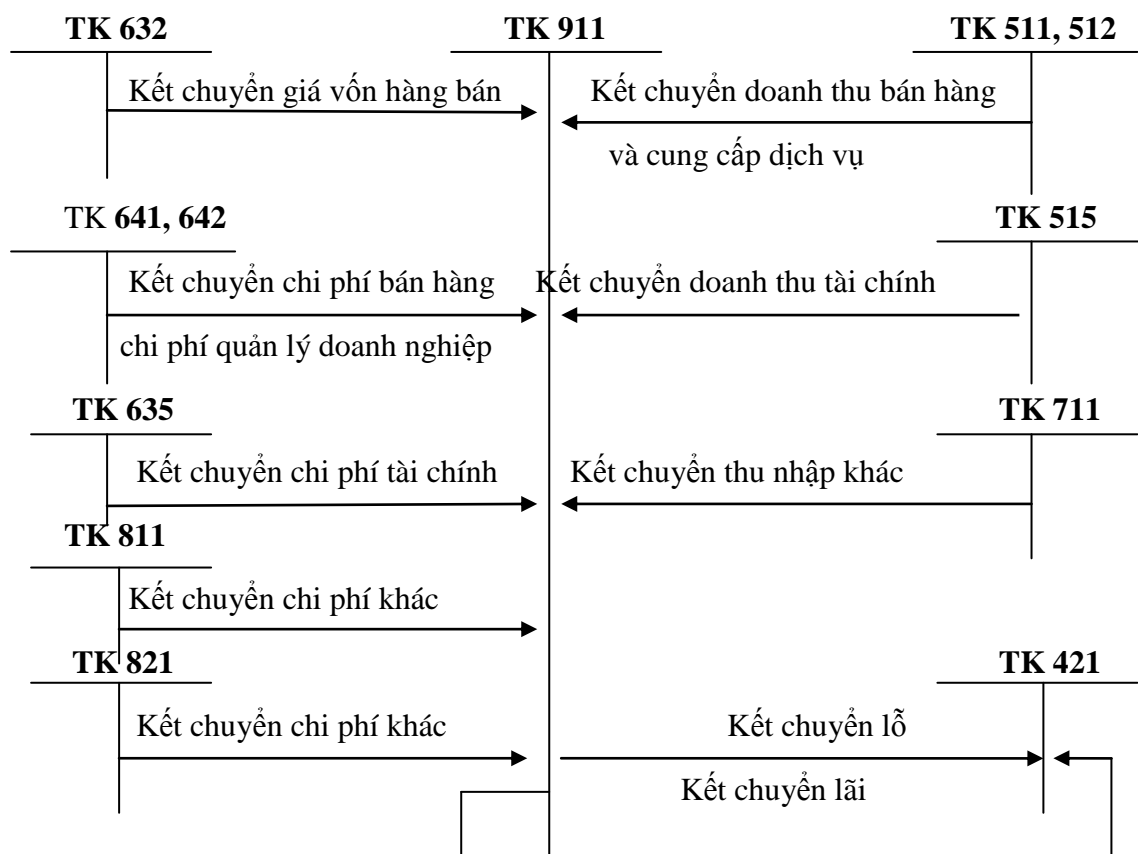 TK 632 TK 911 TK 511, 512
Kết chuyển giá vốn hàng bán Kết chuyển doanh thu bán hàng
và cung cấp dịch vụ
TK 641, 642 TK 515
Kết chuyển chi phí bán hàng Kết chuyển doanh thu tài chính
chi phí quản lý doanh nghiệp
TK 635 TK 711
Kết chuyển chi phí tài chính Kết chuyển thu nhập khác
TK 811
Kết chuyển chi phí khác
TK 821 TK 421
Kết chuyển chi phí khác Kết chuyển lỗ
Kết chuyển lãi